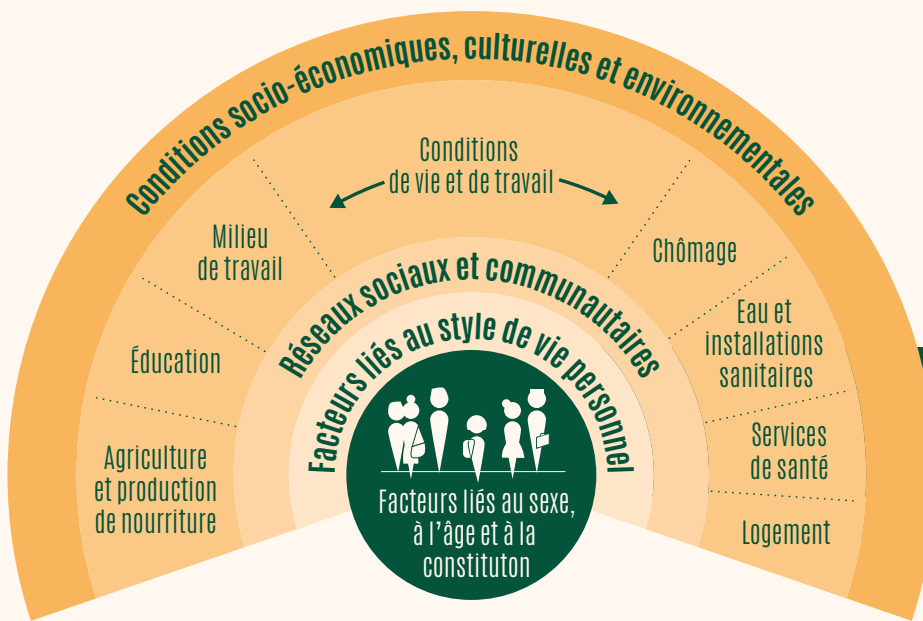 Conditions socio-économiques, culturelles et environnementales
Conditions
de vie et de travail
Milieu
de travail
Éducation
Agriculture
et production
de nourriture
Chômage
Eau et
installations
sanitaires
Services
de santé
Logement
Réseaux sociaux et communautaires
Facteurs liés au style de vie personnel
Facteurs liés au sexe,
à l'âge et à la
constituton